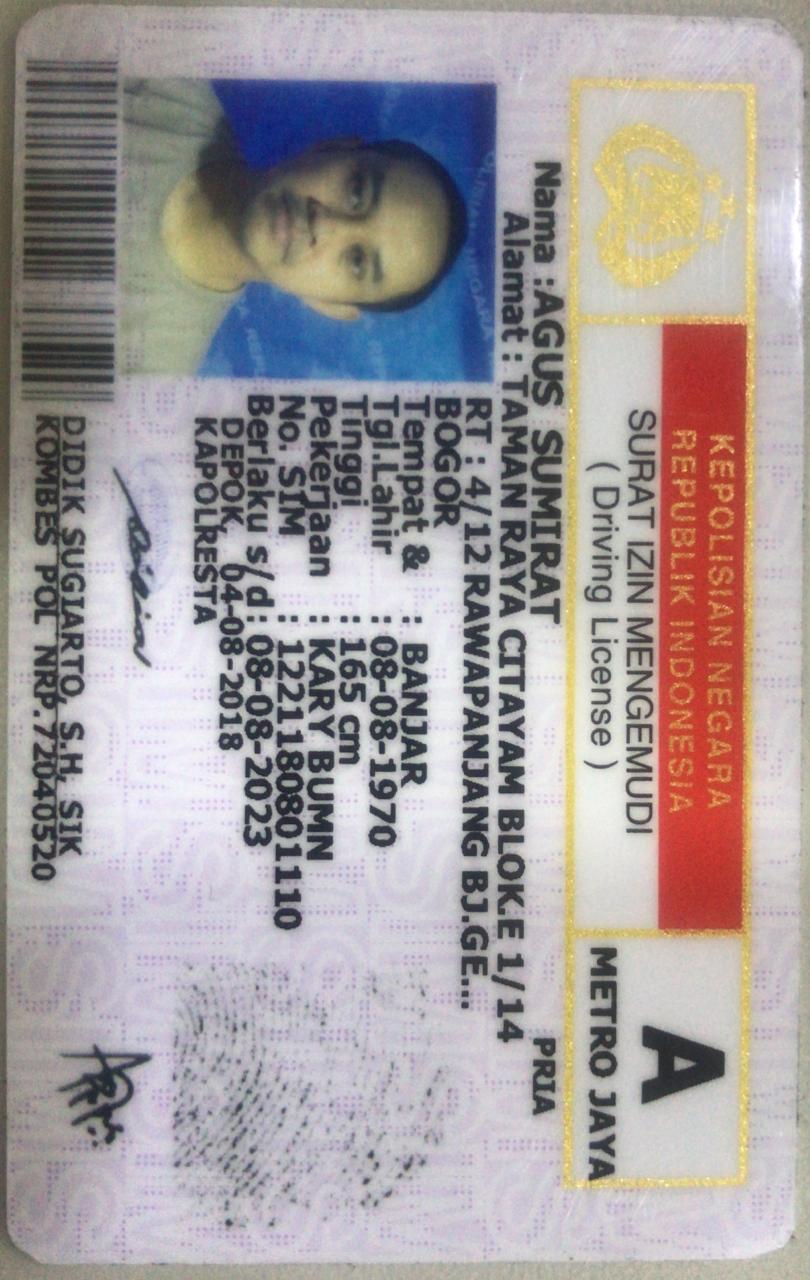 KEPOLISIAN NEGARA
REPUBLIK INDONESIA
SURAT IZIN MENGEMUDI
( Driving License )
A
METRO JAYA
Nama :AGUS SUMIRAT PRIA
Alamat : TAMAN RAYA CITAYAM BLOK.E 1/14
RT : 4/12 RAWAPANJANG BJ.GE...
BOGOR
Tempat & : BANJAR
Tgl.Lahir : 08-08-1970
Tinggi : 165 cm
Pekerjaan : KARY BUMN
No. SIM : 1221180801110
Berlaku s/d : 08-08-2023
DEPOK, 04-08-2018
KAPOLRESTA
DIDIK SUGIARTO, S.H, SIK
KOMBES POL NRP.72040520